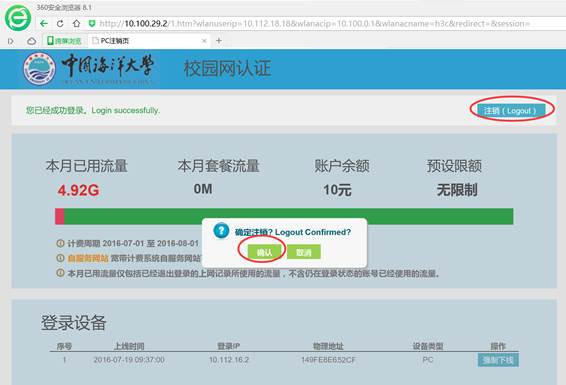 360安全浏览器 8.1
http://10.100.29.2/1.htm?wlanuserip=10.112.18.18&wlanacip=10.100.0.1&wlanacname=h3c&redirect=&session=
跨屏浏览
PC注销页
中国海洋大学
校园网认证
您已经成功登录。Login successfully.
注销（Logout）
本月已用流量
本月套餐流量
账户余额
预设限额
4.92G
0M
10元
无限制
确定注销? Logout Confirmed?
确认
取消
计费周期 2016-07-01 至 2016-08-01
自服务网站 宽带计费系统自服务网站
本月已用流量仅包括已经退出登录的上网记录所使用的流量，不含仍在登录状态的账号已经使用的流量。
登录设备
序号 上线时间 登录IP 物理地址 设备类型 操作
1 2016-07-19 09:37:00 10.112.16.2 149FE8E652CF PC 强制下线